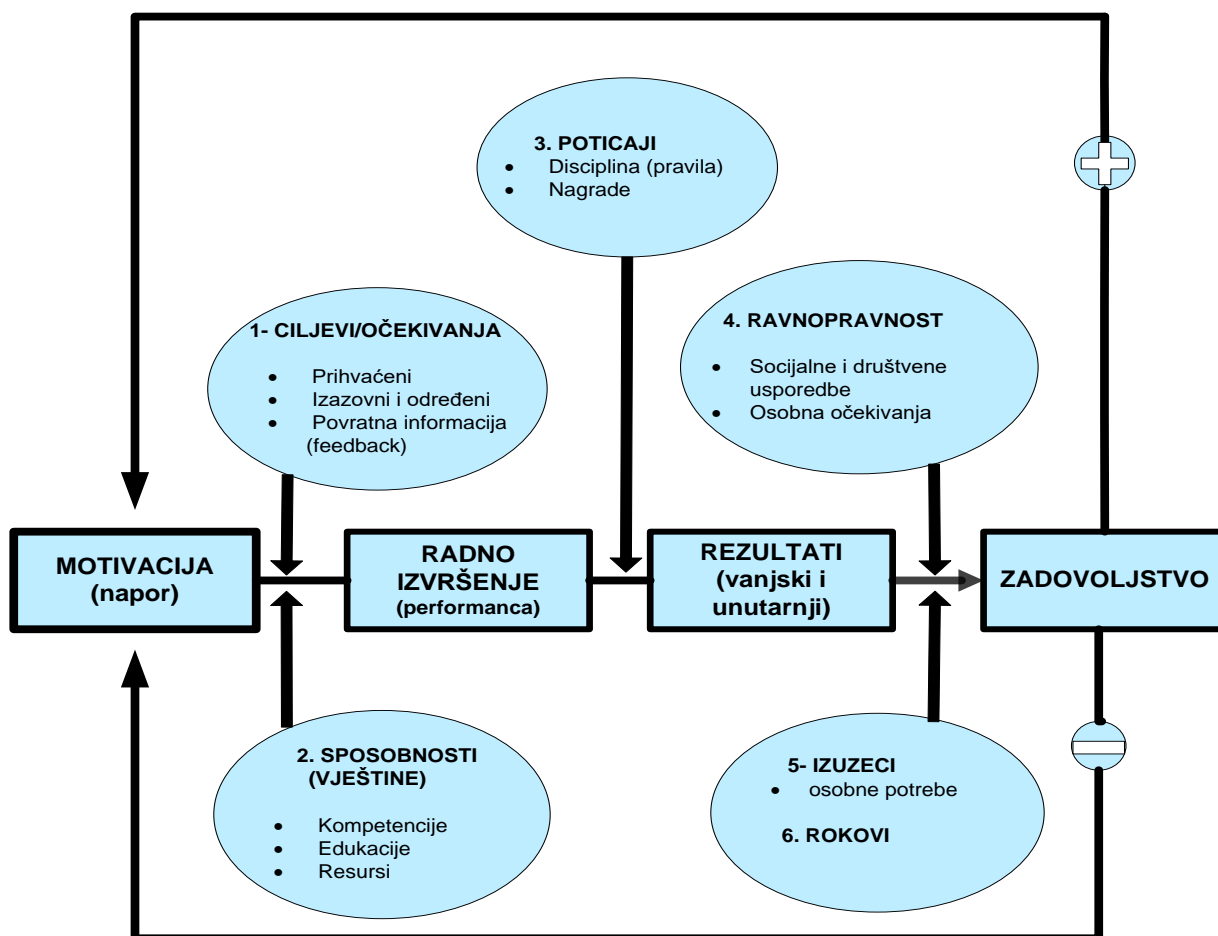 3. POTICAJI
• Disciplina (pravila)
• Nagrade
1- CILJEVI/OČEKIVANJA
• Prihvaćeni
• Izazovni i određeni
• Povratna informacija
(feedback)
4. RAVNOPRAVNOST
• Socijalne i društvene
usporedbe
• Osobna očekivanja
MOTIVACIJA
(napor)
RADNO
IZVRŠENJE
(performanca)
REZULTATI
(vanjski i
unutarnji)
ZADOVOLJSTVO
2. SPOSOBNOSTI
(VJEŠTINE)
• Kompetencije
• Edukacije
• Resursi
5- IZUZECI
• osobne potrebe
6. ROKOVI